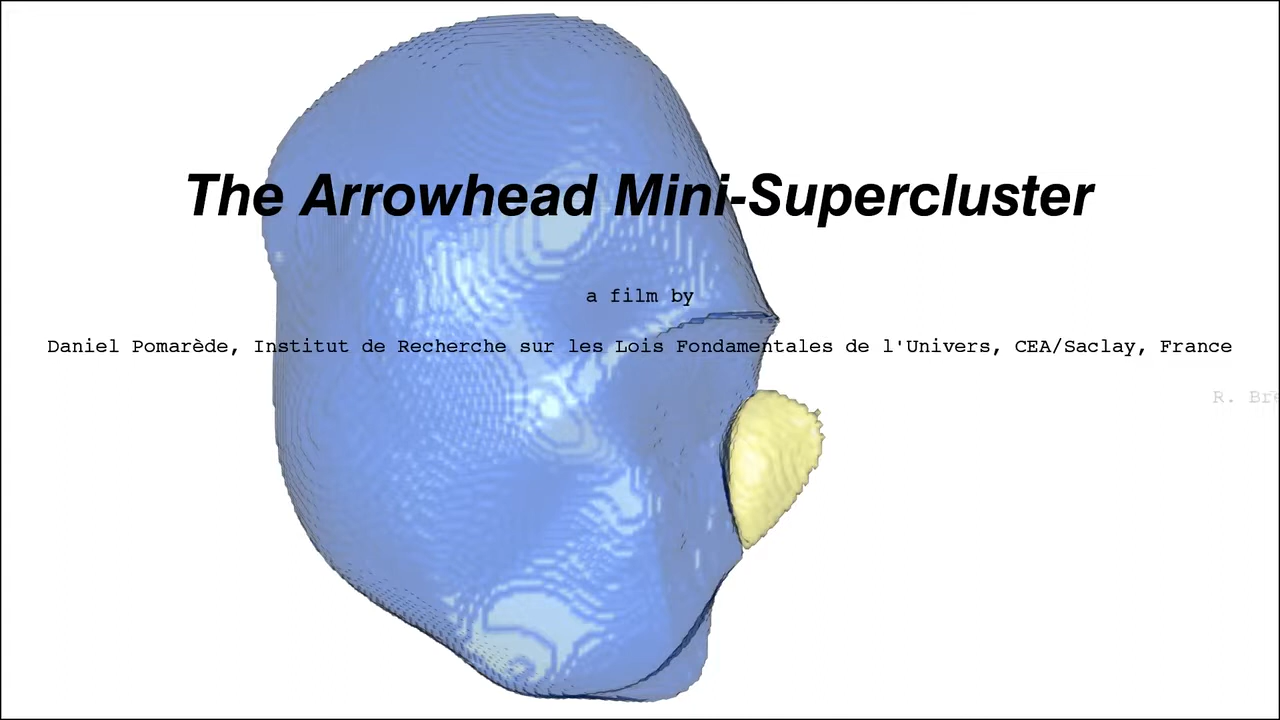 The Arrowhead Mini-Supercluster
a film by
Daniel Pomarède, Institut de Recherche sur les Lois Fondamentales de l'Univers, CEA/Saclay, France
R.